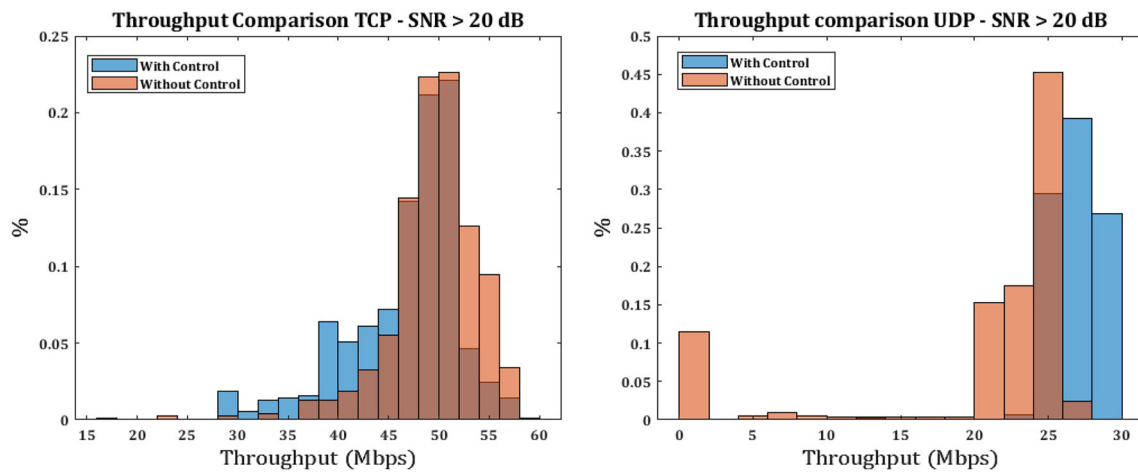 Throughput Comparison TCP - SNR > 20 dB
0.25
0.2
0.15
0.1
0.05
0
%
With Control
Without Control
15 20 25 30 35 40 45 50 55 60
Throughput (Mbps)
Throughput comparison UDP - SNR > 20 dB
0.5
0.45
0.4
0.35
0.3
0.25
0.2
0.15
0.1
0.05
0
%
With Control
Without Control
0 5 10 15 20 25 30
Throughput (Mbps)